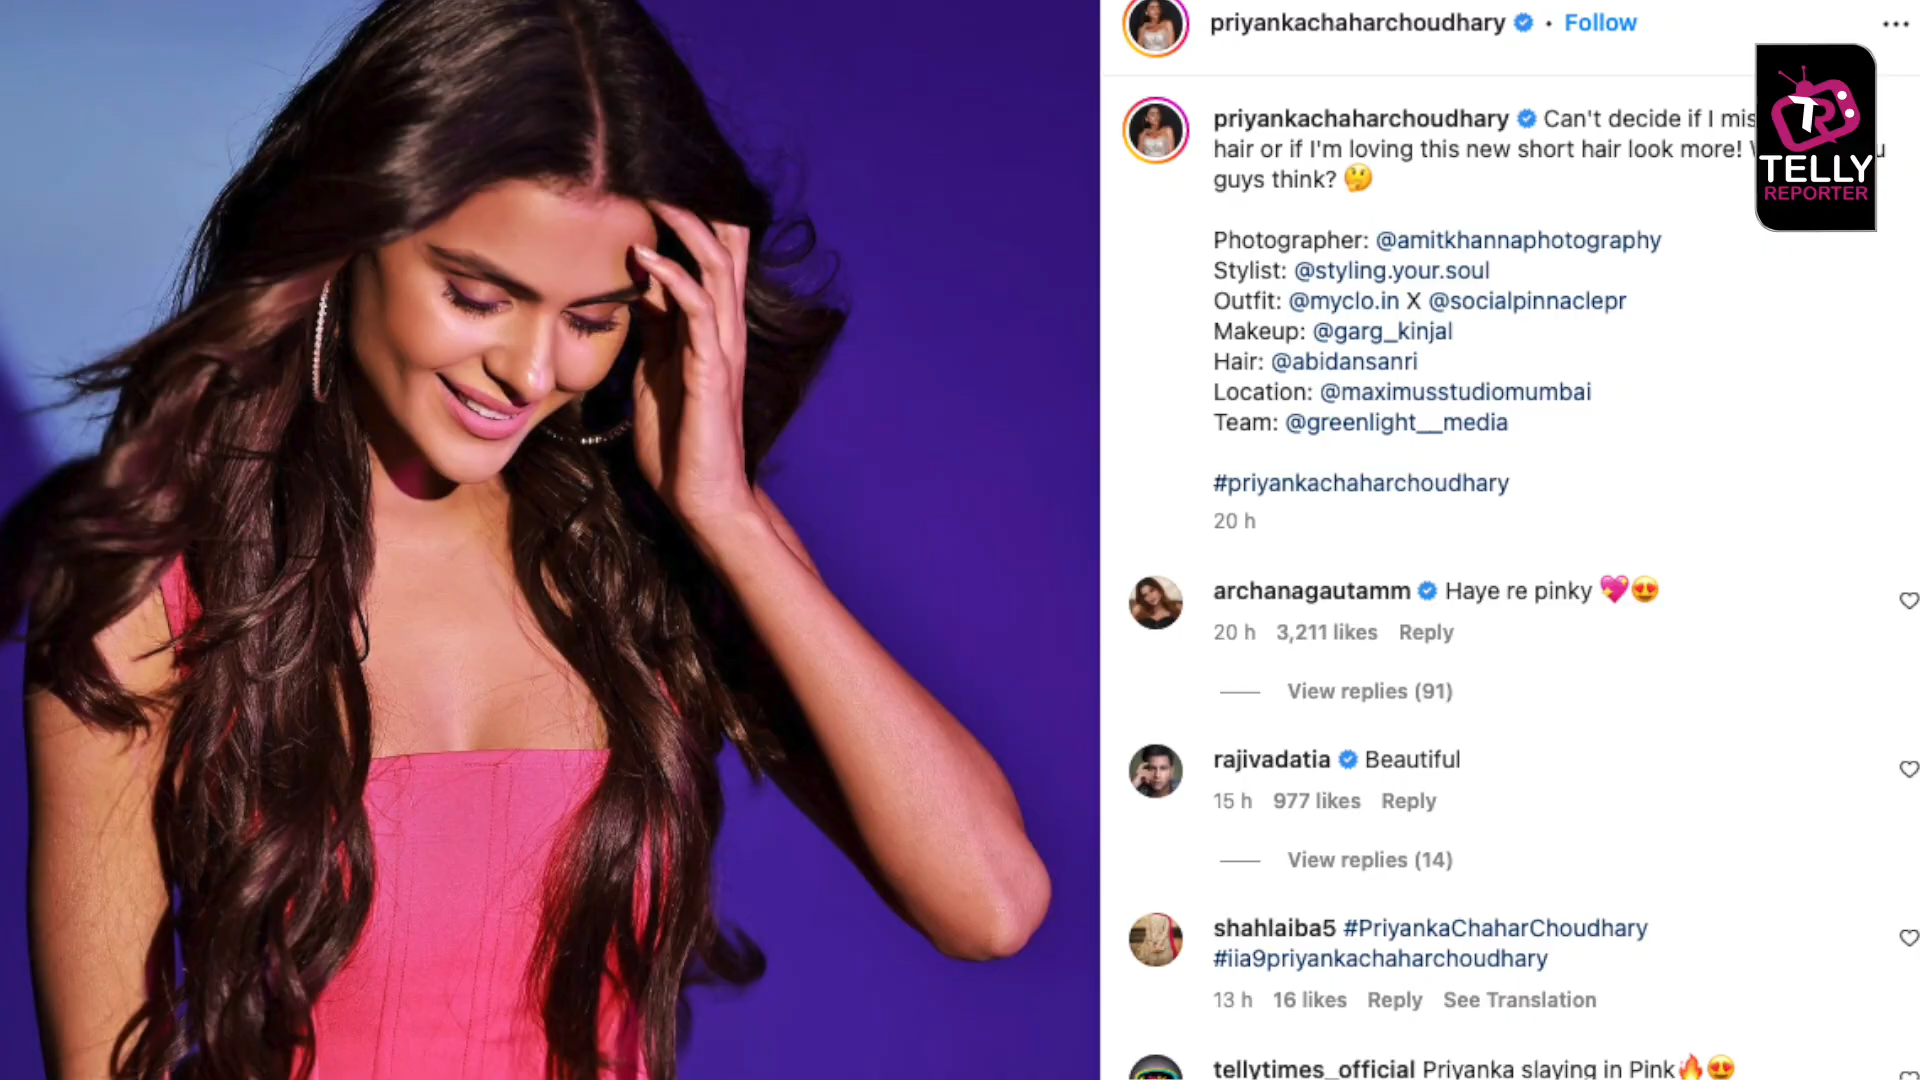 priyankachaharchoudhary • Follow
priyankachaharchoudhary Can't decide if I
hair or if I'm loving this new short hair look more!
guys think? 🤔
Photographer: @amitkhannaphotography
Stylist: @styling.your.soul
Outfit: @myclo.in X @socialpinnaclepr
Makeup: @garg_kinjal
Hair: @abidansanri
Location: @maximusstudiomumbai
Team: @greenlight__media
#priyankachaharchoudhary
20 h
archanagautamm Haye re pinky 💖😍
20 h 3,211 likes Reply
View replies (91)
rajivadatia Beautiful
15 h 977 likes Reply
View replies (14)
shahlaiba5 #PriyankaChaharChoudhary
#iia9priyankachaharchoudhary
13 h 16 likes Reply See Translation
tellytimes_official Priyanka slaying in Pink🔥😍
TR
TELLY
REPORTER